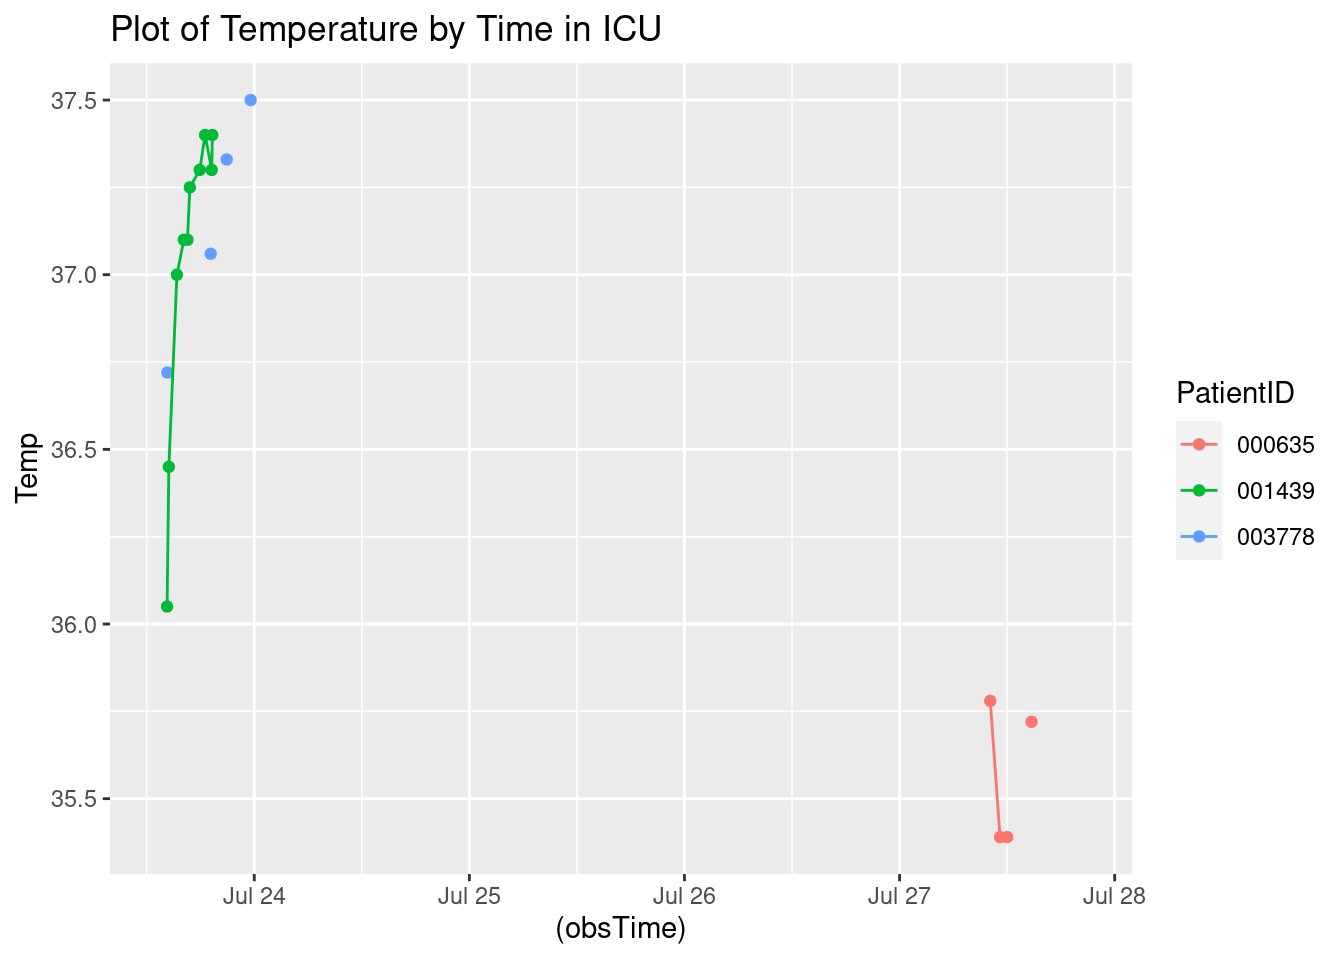 Plot of Temperature by Time in ICU
37.5
37.0
36.5
36.0
35.5
Temp
Jul 24
Jul 25
Jul 26
Jul 27
Jul 28
(obsTime)
PatientID
000635
001439
003778